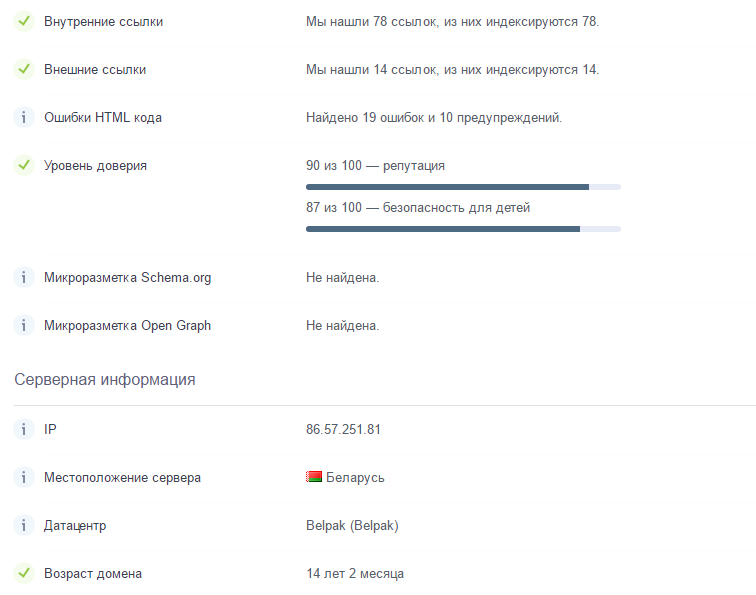 Внутренние ссылки Мы нашли 78 ссылок, из них индексируются 78.
Внешние ссылки Мы нашли 14 ссылок, из них индексируются 14.
Ошибки HTML кода Найдено 19 ошибок и 10 предупреждений.
Уровень доверия 90 из 100 — репутация
87 из 100 — безопасность для детей
Микроразметка Schema.org Не найдена.
Микроразметка Open Graph Не найдена.
Серверная информация
IP 86.57.251.81
Местоположение сервера Беларусь
Датацентр Belpak (Belpak)
Возраст домена 14 лет 2 месяца